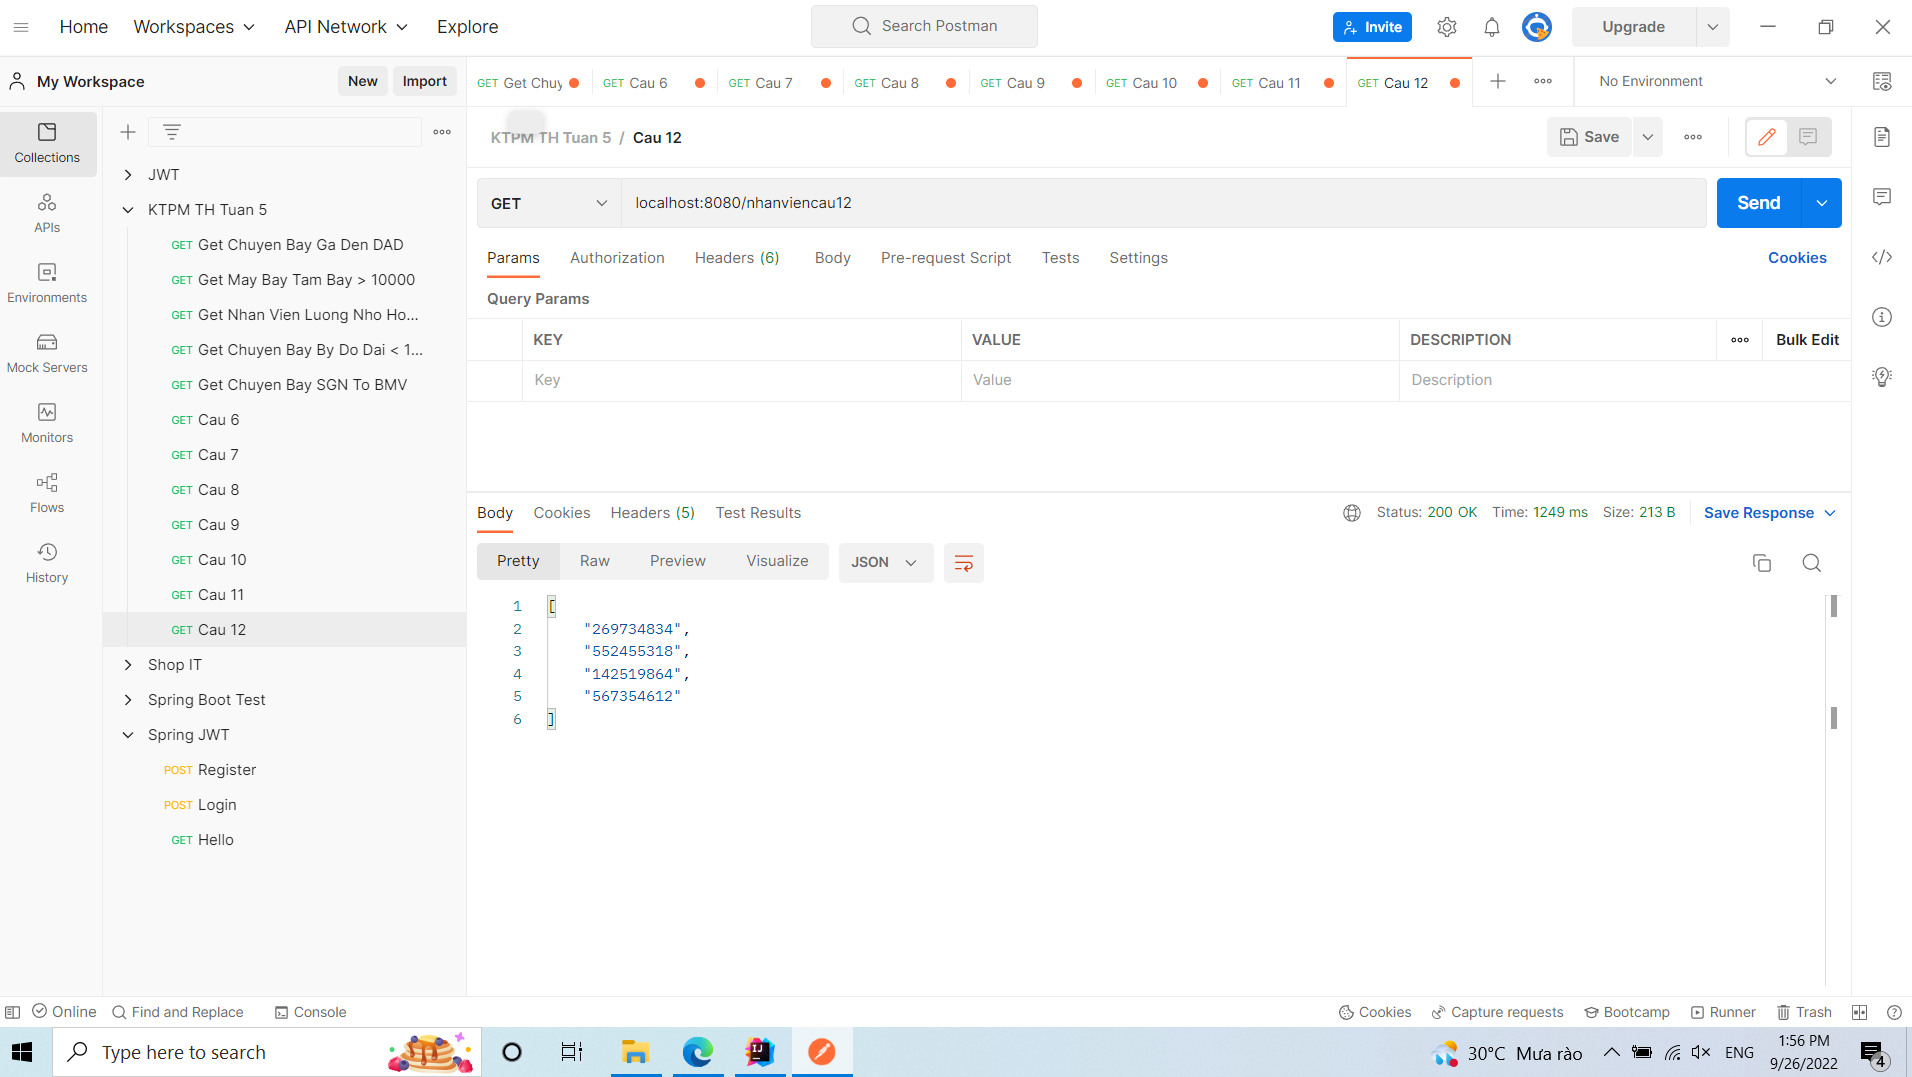 Home Workspaces API Network Explore Search Postman Invite Upgrade
My Workspace New Import GET Get Chuy GET Cau 6 GET Cau 7 GET Cau 8 GET Cau 9 GET Cau 10 GET Cau 11 GET Cau 12 No Environment
KTPM TH Tuan 5 / Cau 12 Save
Collections
APIs
Environments
Mock Servers
Monitors
Flows
History
JWT
KTPM TH Tuan 5
GET Get Chuyen Bay Ga Den DAD
GET Get May Bay Tam Bay > 10000
GET Get Nhan Vien Luong Nho Ho...
GET Get Chuyen Bay By Do Dai < 1...
GET Get Chuyen Bay SGN To BMV
GET Cau 6
GET Cau 7
GET Cau 8
GET Cau 9
GET Cau 10
GET Cau 11
GET Cau 12
Shop IT
Spring Boot Test
Spring JWT
POST Register
POST Login
GET Hello
GET localhost:8080/nhanviencau12 Send
Params Authorization Headers (6) Body Pre-request Script Tests Settings Cookies
Query Params
KEY VALUE DESCRIPTION Bulk Edit
Key Value Description
Body Cookies Headers (5) Test Results Status: 200 OK Time: 1249 ms Size: 213 B Save Response
Pretty Raw Preview Visualize JSON
1 [
2 "269734834",
3 "552455318",
4 "142519864",
5 "567354612"
6 ]
Online Find and Replace Console Cookies Capture requests Bootcamp Runner Trash
Type here to search 30°C Mưa rào ENG 1:56 PM
9/26/2022 4